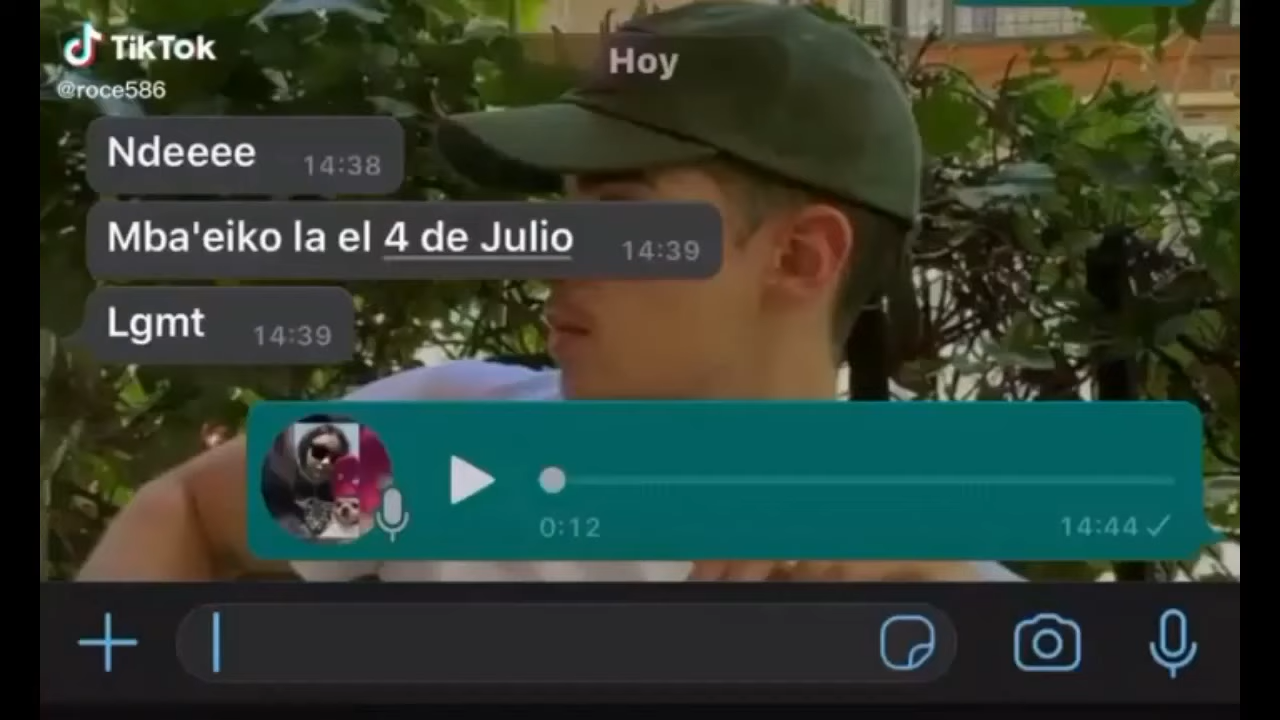 TikTok
@roce586
Hoy
Ndeeee 14:38
Mba'eiko la el 4 de Julio 14:39
Lgmt 14:39
0:12 14:44